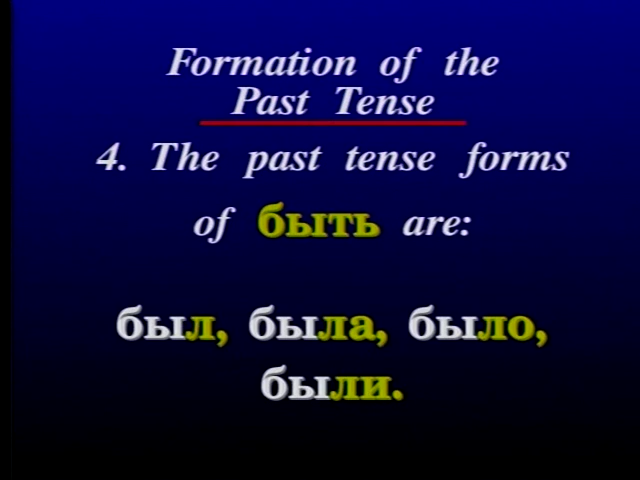 Formation of the
Past Tense
4. The past tense forms
of быть are:
был, была, было,
были.